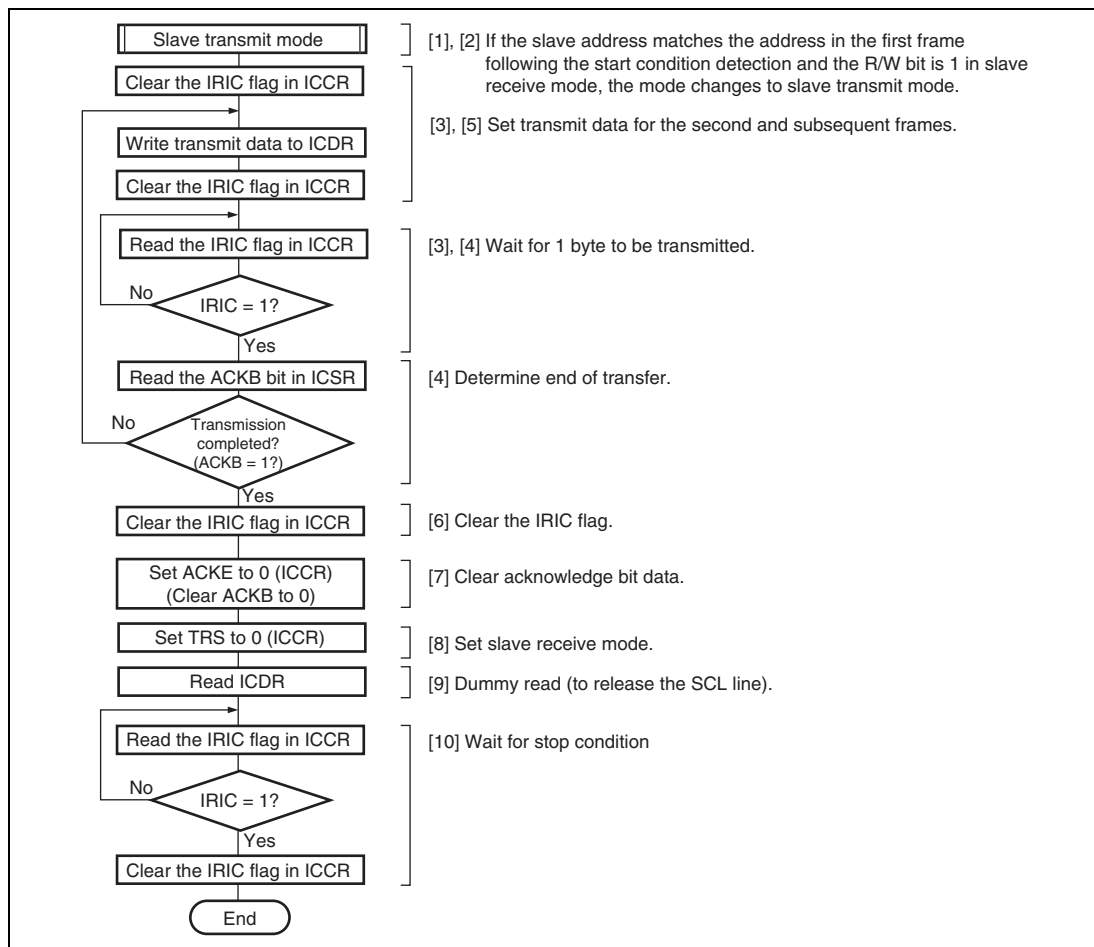 Slave transmit mode
[1], [2] If the slave address matches the address in the first frame
following the start condition detection and the R/W bit is 1 in slave
receive mode, the mode changes to slave transmit mode.
Clear the IRIC flag in ICCR
[3], [5] Set transmit data for the second and subsequent frames.
Write transmit data to ICDR
Clear the IRIC flag in ICCR
Read the IRIC flag in ICCR
[3], [4] Wait for 1 byte to be transmitted.
No
IRIC = 1?
Yes
Read the ACKB bit in ICSR
[4] Determine end of transfer.
No
Transmission
completed?
(ACKB = 1?)
Yes
Clear the IRIC flag in ICCR
[6] Clear the IRIC flag.
Set ACKE to 0 (ICCR)
(Clear ACKB to 0)
[7] Clear acknowledge bit data.
Set TRS to 0 (ICCR)
[8] Set slave receive mode.
Read ICDR
[9] Dummy read (to release the SCL line).
Read the IRIC flag in ICCR
[10] Wait for stop condition
No
IRIC = 1?
Yes
Clear the IRIC flag in ICCR
End